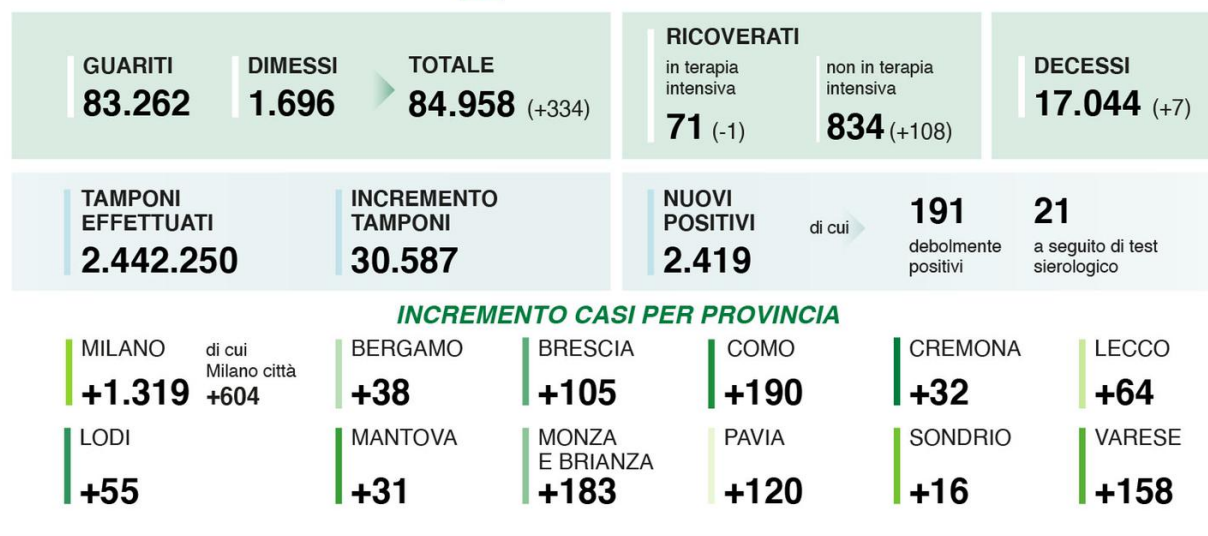 GUARITI
83.262
DIMESSI
1.696
TOTALE
84.958 (+334)
RICOVERATI
in terapia
intensiva
71 (-1)
non in terapia
intensiva
834 (+108)
DECESSI
17.044 (+7)
TAMPONI
EFFETTUATI
2.442.250
INCREMENTO
TAMPONI
30.587
NUOVI
POSITIVI
2.419
di cui
191
debolmente
positivi
21
a seguito di test
sierologico
INCREMENTO CASI PER PROVINCIA
MILANO
+1.319
di cui
Milano città
+604
BERGAMO
+38
BRESCIA
+105
COMO
+190
CREMONA
+32
LECCO
+64
LODI
+55
MANTOVA
+31
MONZA
E BRIANZA
+183
PAVIA
+120
SONDRIO
+16
VARESE
+158